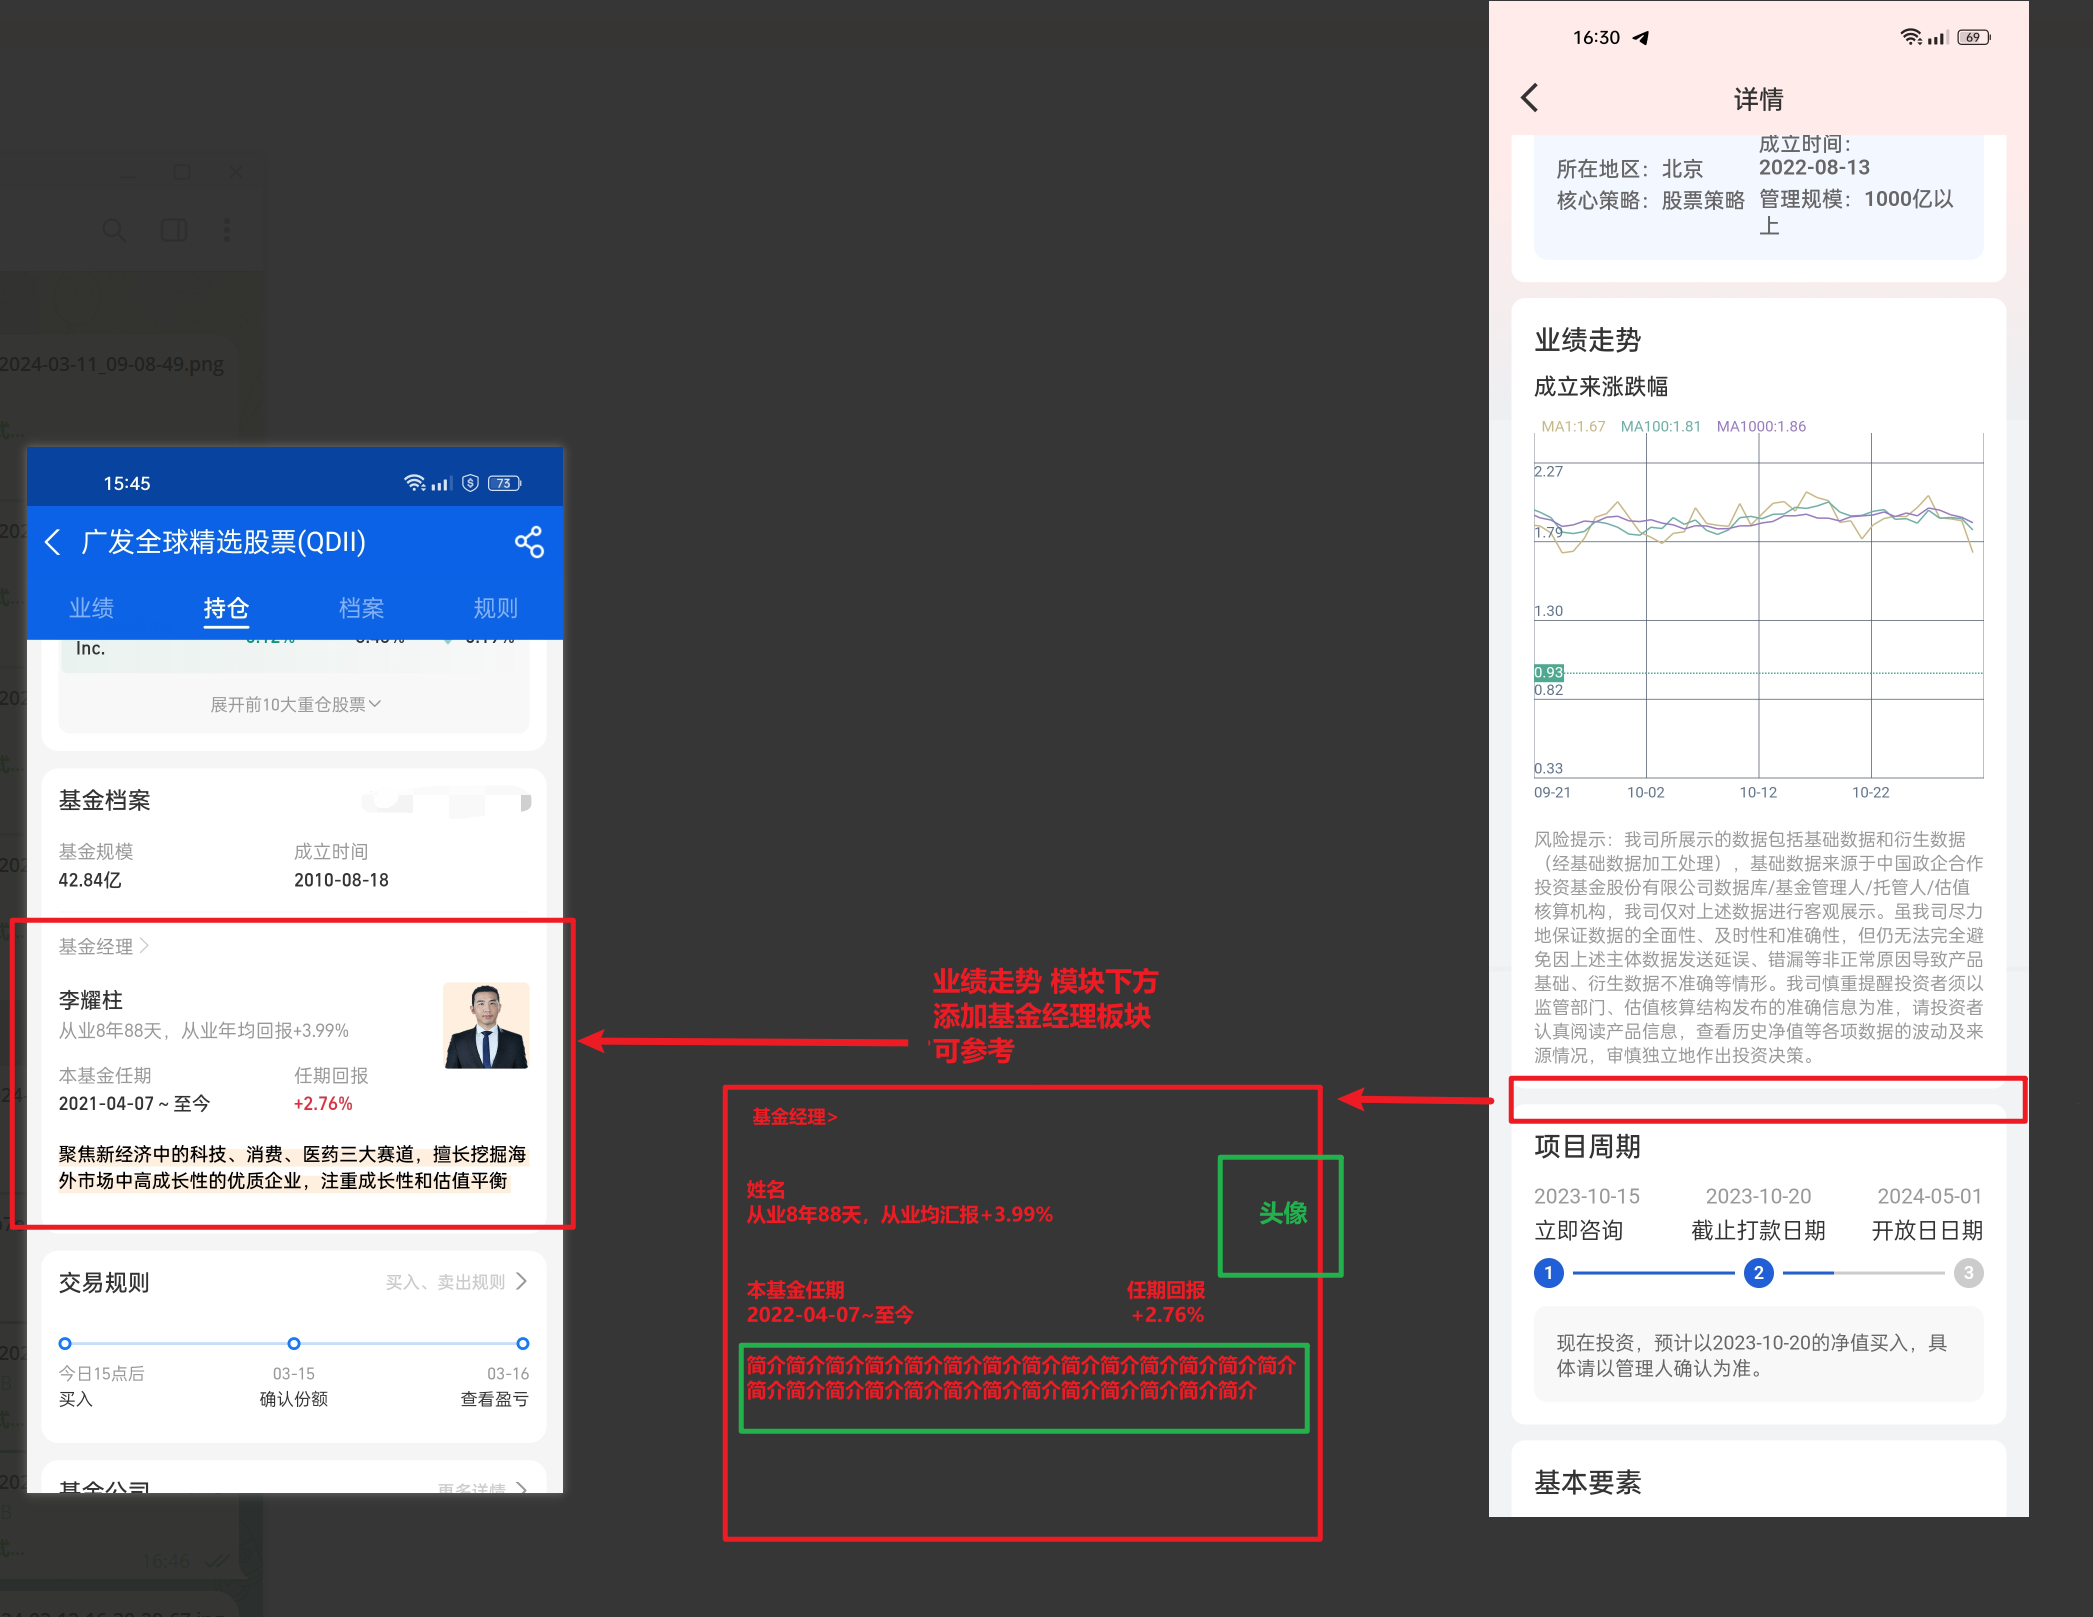 2024-03-11_09-08-49.png
15:45
73
广发全球精选股票(QDII)
业绩 持仓 档案 规则
Inc.
展开前10大重仓股票
基金档案
基金规模 成立时间
42.84亿 2010-08-18
基金经理
李耀柱
从业8年88天，从业年均回报+3.99%
本基金任期 任期回报
2021-04-07 ~ 至今 +2.76%
聚焦新经济中的科技、消费、医药三大赛道，擅长挖掘海
外市场中高成长性的优质企业，注重成长性和估值平衡
交易规则 买入、卖出规则
今日15点后 03-15 03-16
买入 确认份额 查看盈亏
基金公司 更多详情
16:46
业绩走势 模块下方
添加基金经理板块
可参考
基金经理>
姓名
从业8年88天，从业均汇报+3.99%
头像
本基金任期 任期回报
2022-04-07~至今 +2.76%
简介简介简介简介简介简介简介简介简介简介简介简介简介简介
简介简介简介简介简介简介简介简介简介简介简介简介简介
16:30
69
详情
成立时间：
所在地区：北京 2022-08-13
核心策略：股票策略 管理规模：1000亿以
上
业绩走势
成立来涨跌幅
MA1:1.67 MA100:1.81 MA1000:1.86
2.27
1.79
1.30
0.93
0.82
0.33
09-21 10-02 10-12 10-22
风险提示：我司所展示的数据包括基础数据和衍生数据
（经基础数据加工处理），基础数据来源于中国政企合作
投资基金股份有限公司数据库/基金管理人/托管人/估值
核算机构，我司仅对上述数据进行客观展示。虽我司尽力
地保证数据的全面性、及时性和准确性，但仍无法完全避
免因上述主体数据发送延误、错漏等非正常原因导致产品
基础、衍生数据不准确等情形。我司慎重提醒投资者须以
监管部门、估值核算结构发布的准确信息为准，请投资者
认真阅读产品信息，查看历史净值等各项数据的波动及来
源情况，审慎独立地作出投资决策。
项目周期
2023-10-15 2023-10-20 2024-05-01
立即咨询 截止打款日期 开放日日期
1 2 3
现在投资，预计以2023-10-20的净值买入，具
体请以管理人确认为准。
基本要素